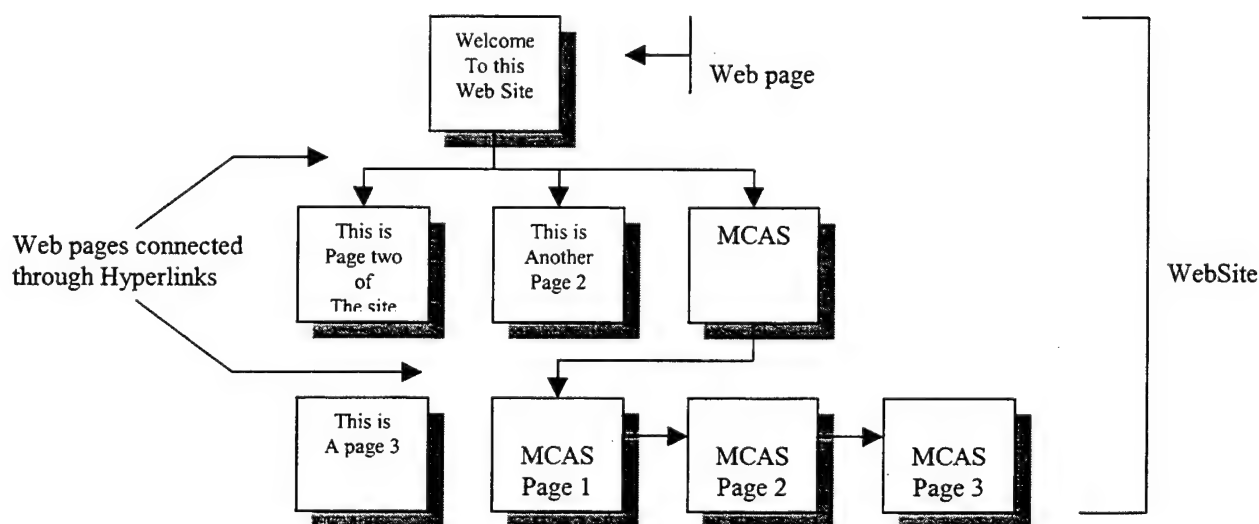 Welcome
To this
Web Site
Web page
Web pages connected
through Hyperlinks
This is
Page two
of
The site
This is
Another
Page 2
MCAS
WebSite
This is
A page 3
MCAS
Page 1
MCAS
Page 2
MCAS
Page 3